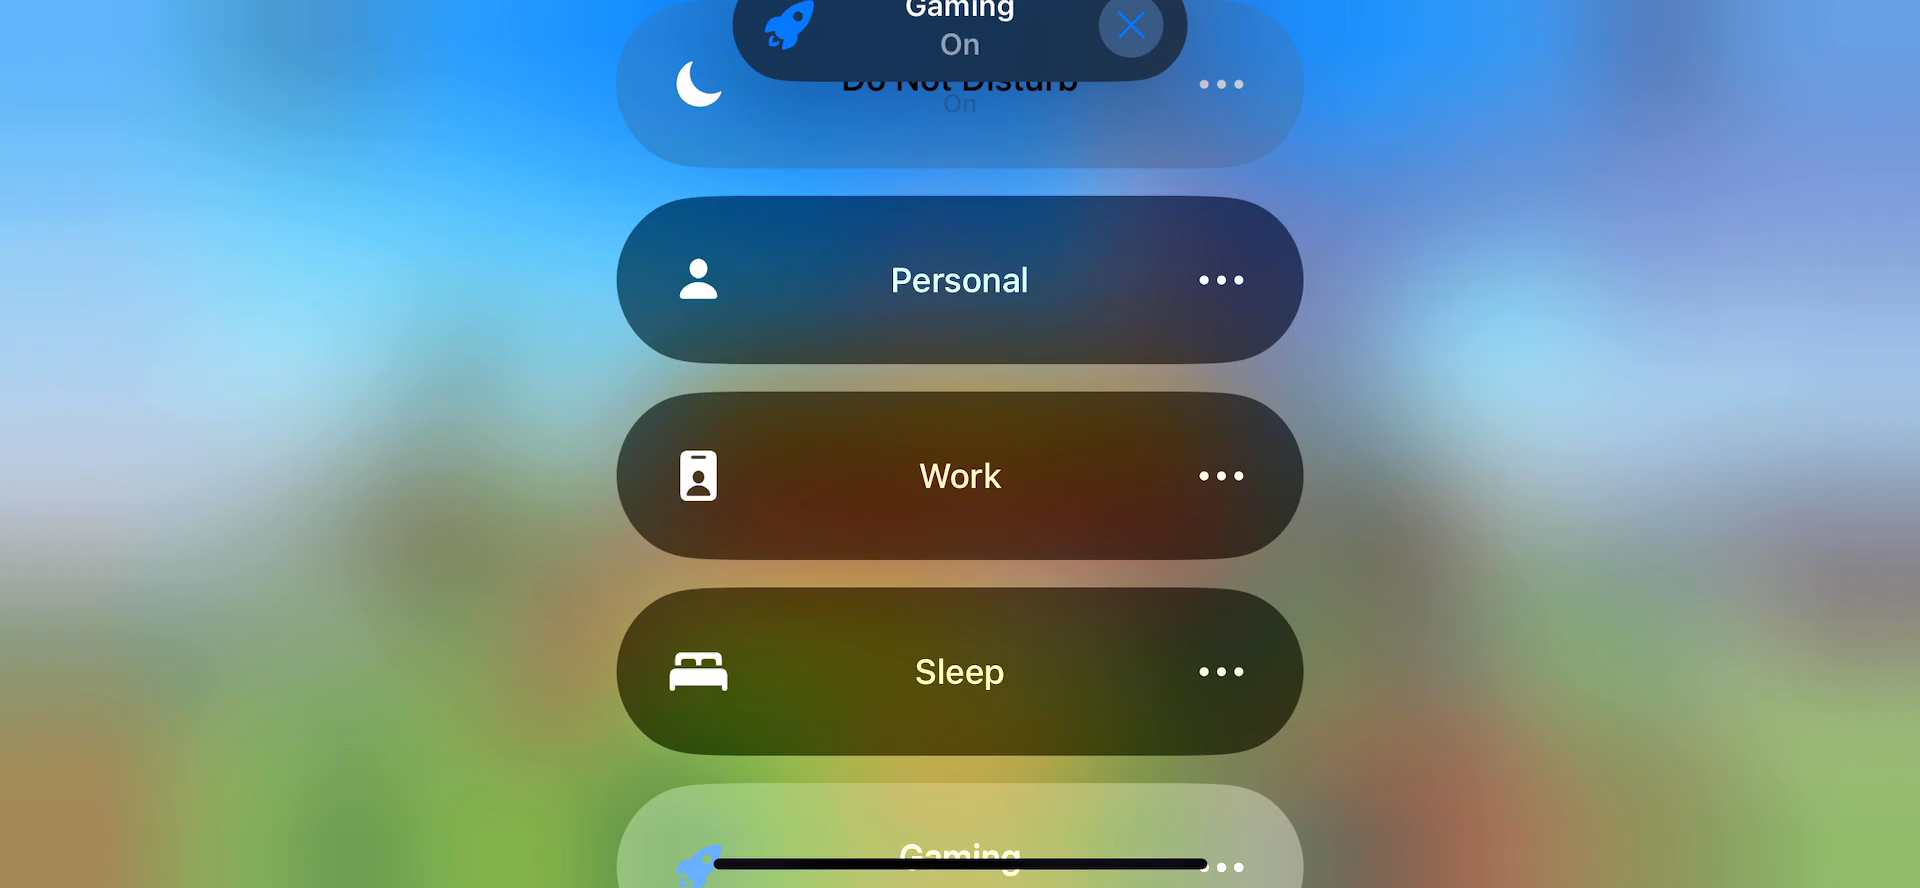 Gaming
On
Do Not Disturb
On
Personal
Work
Sleep
Gaming